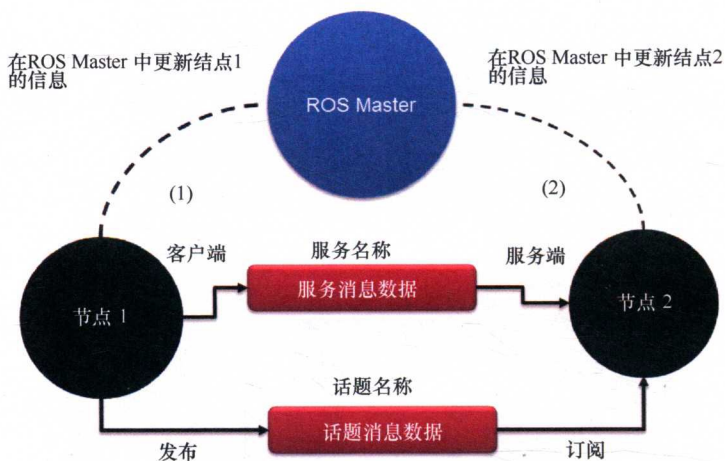 在ROS Master 中更新结点1
的信息
在ROS Master 中更新结点2
的信息
ROS Master
(1)
(2)
客户端
服务名称
服务端
节点 1
服务消息数据
节点 2
话题名称
话题消息数据
发布
订阅